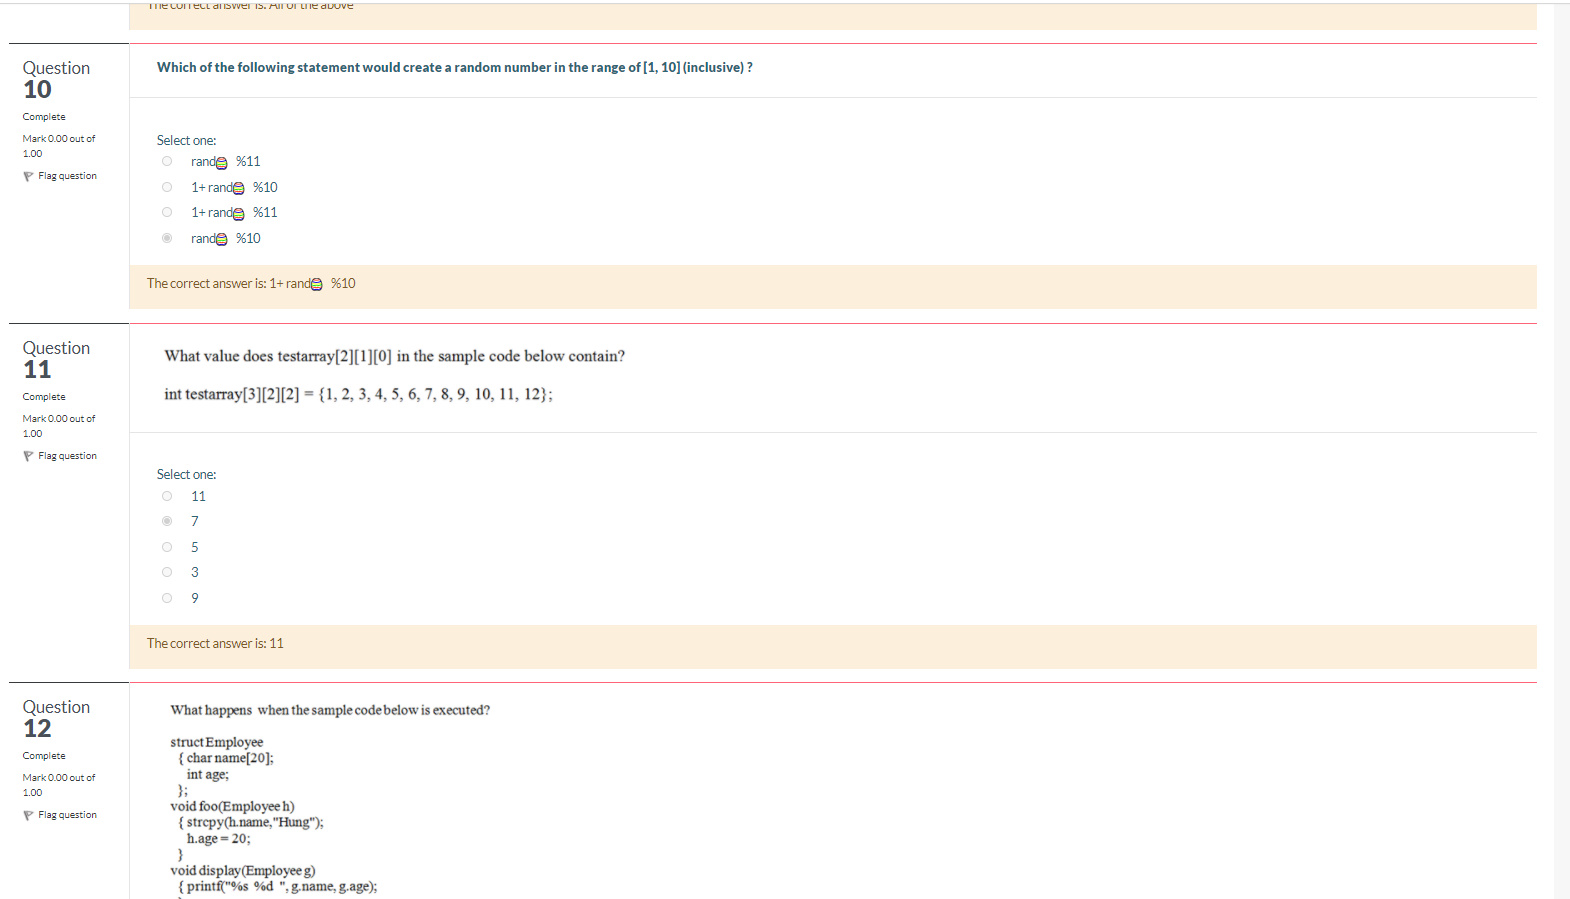 The correct answer is: All of the above
Question
10
Complete
Mark 0.00 out of
1.00
Flag question
Which of the following statement would create a random number in the range of [1, 10] (inclusive) ?
Select one:
rand %11
1+ rand %10
1+ rand %11
rand %10
The correct answer is: 1+ rand %10
Question
11
Complete
Mark 0.00 out of
1.00
Flag question
What value does testarray[2][1][0] in the sample code below contain?
int testarray[3][2][2] = {1, 2, 3, 4, 5, 6, 7, 8, 9, 10, 11, 12};
Select one:
11
7
5
3
9
The correct answer is: 11
Question
12
Complete
Mark 0.00 out of
1.00
Flag question
What happens when the sample code below is executed?
struct Employee
{ char name[20];
int age;
};
void foo(Employee h)
{ strcpy(h.name,"Hung");
h.age = 20;
}
void display(Employee g)
{ printf("%s %d ", g.name, g.age);